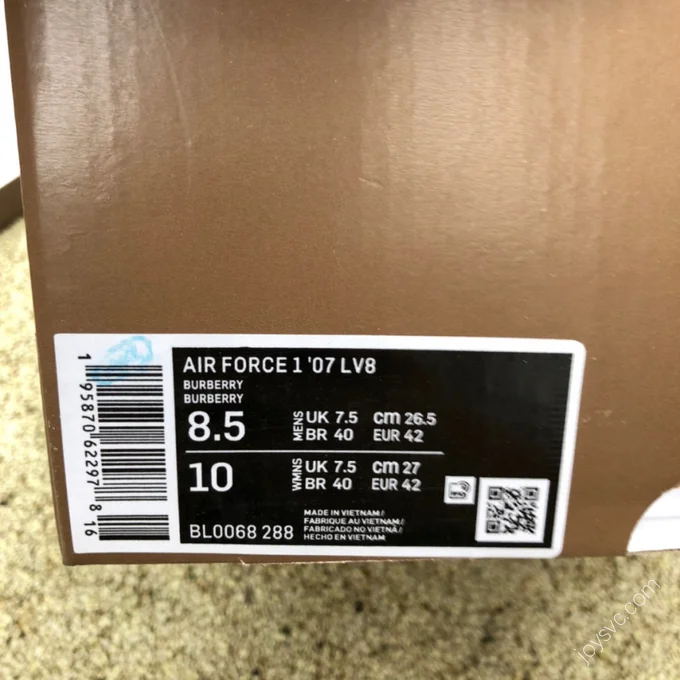 AIR FORCE 1 '07 LV8
BURBERRY
BURBERRY
8.5 MENS UK 7.5 cm 26.5
BR 40 EUR 42
10 WMNS UK 7.5 cm 27
BR 40 EUR 42
BL0068 288
MADE IN VIETNAM/
FABRIQUE AU VIETNAM/
FABRICADO NO VIETNÃ/
HECHO EN VIETNAM
1 95870 62297 8 16
joysvc.com